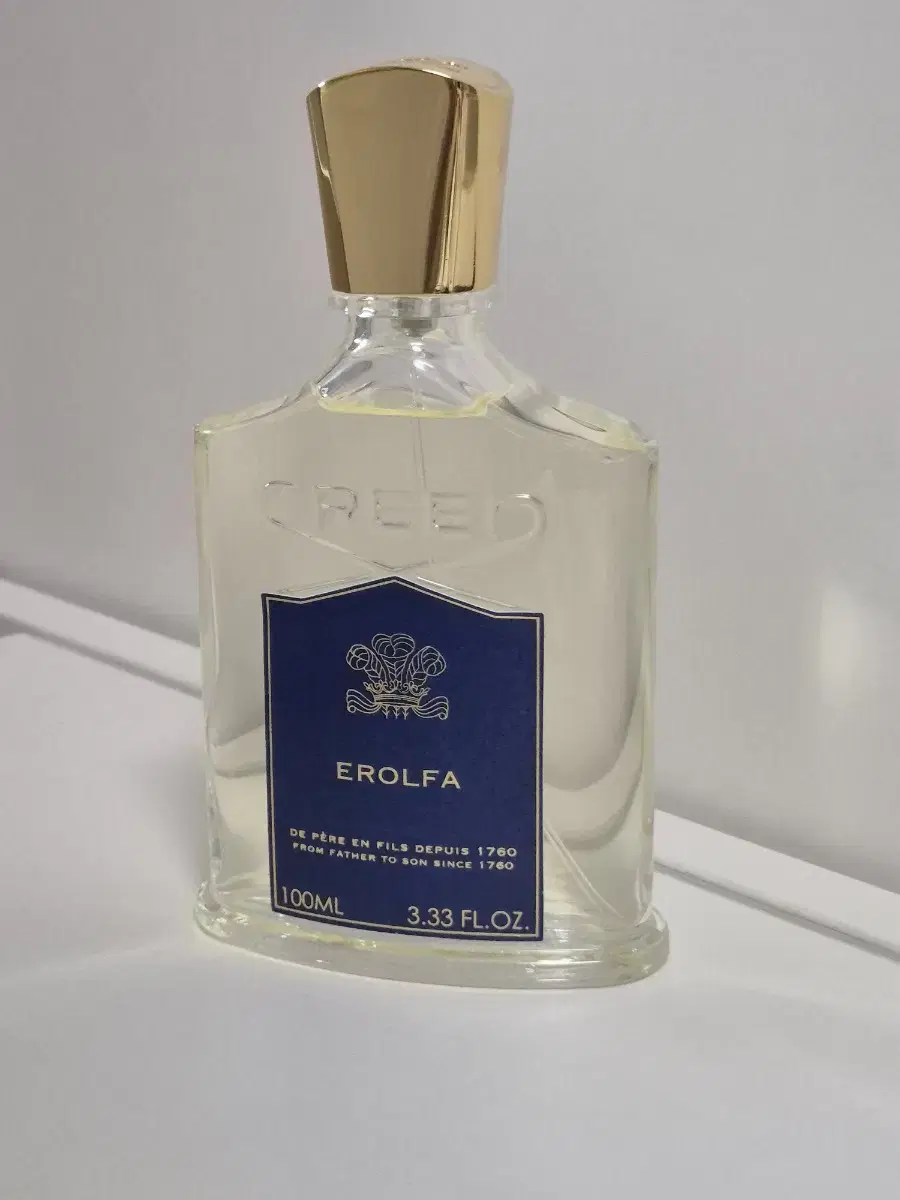 CREED
EROLFA
DE PÈRE EN FILS DEPUIS 1760
FROM FATHER TO SON SINCE 1760
100ML
3.33 FL.OZ.